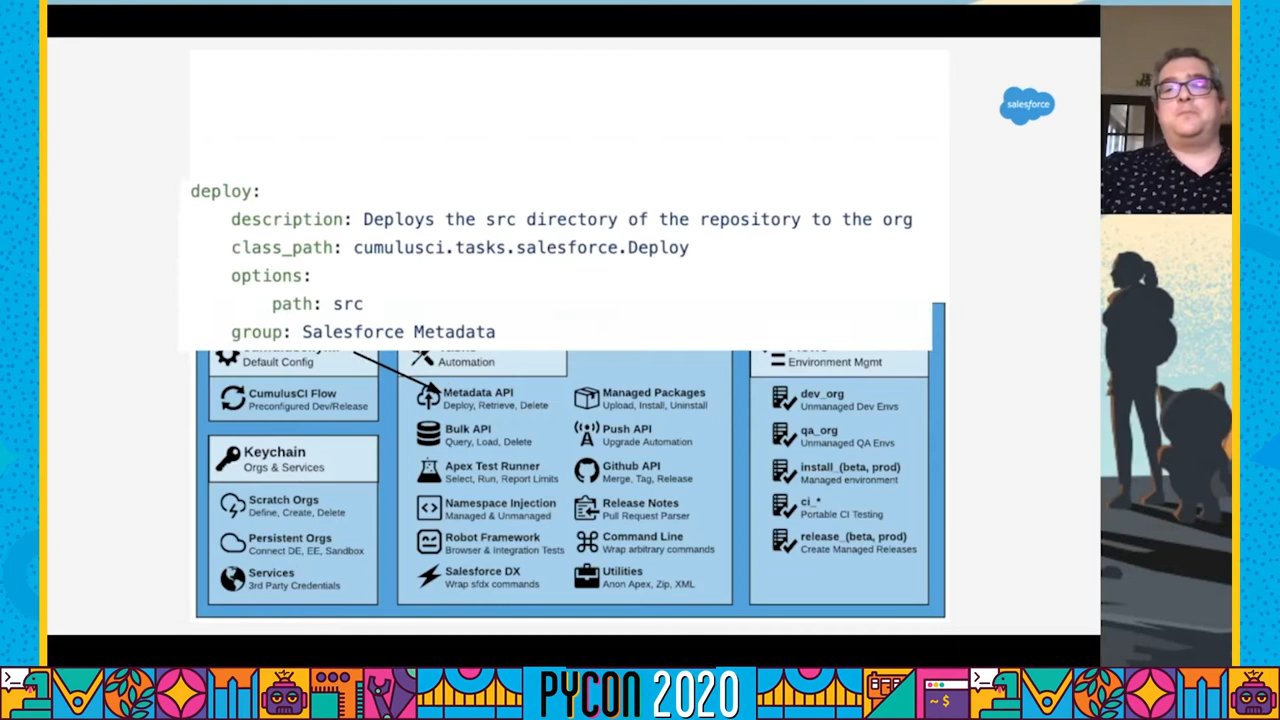 salesforce
deploy:
description: Deploys the src directory of the repository to the org
class_path: cumulusci.tasks.salesforce.Deploy
options:
path: src
group: Salesforce Metadata
Default Config
Automation
Environment Mgmt
CumulusCI Flow
Preconfigured Dev/Release
Keychain
Orgs & Services
Scratch Orgs
Define, Create, Delete
Persistent Orgs
Connect DE, EE, Sandbox
Services
3rd Party Credentials
Metadata API
Deploy, Retrieve, Delete
Bulk API
Query, Load, Delete
Apex Test Runner
Select, Run, Report Limits
Namespace Injection
Managed & Unmanaged
Robot Framework
Browser & Integration Tests
Salesforce DX
Wrap sfdx commands
Managed Packages
Upload, Install, Uninstall
Push API
Upgrade Automation
Github API
Merge, Tag, Release
Release Notes
Pull Request Parser
Command Line
Wrap arbitrary commands
Utilities
Anon Apex, Zip, XML
dev_org
Unmanaged Dev Envs
qa_org
Unmanaged QA Envs
install_(beta, prod)
Managed environment
ci_*
Portable CI Testing
release_(beta, prod)
Create Managed Releases
PYCON 2020
~$